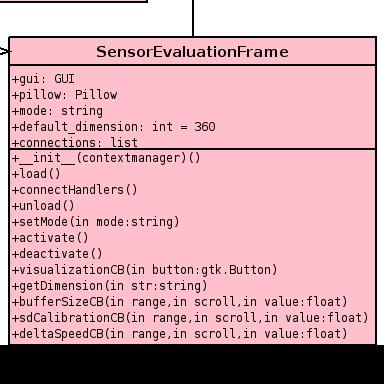 SensorEvaluationFrame
+gui: GUI
+pillow: Pillow
+mode: string
+default_dimension: int = 360
+connections: list
+__init__(contextmanager)()
+load()
+connectHandlers()
+unload()
+setMode(in mode:string)
+activate()
+deactivate()
+visualizationCB(in button:gtk.Button)
+getDimension(in str:string)
+bufferSizeCB(in range,in scroll,in value:float)
+sdCalibrationCB(in range,in scroll,in value:float)
+deltaSpeedCB(in range,in scroll,in value:float)